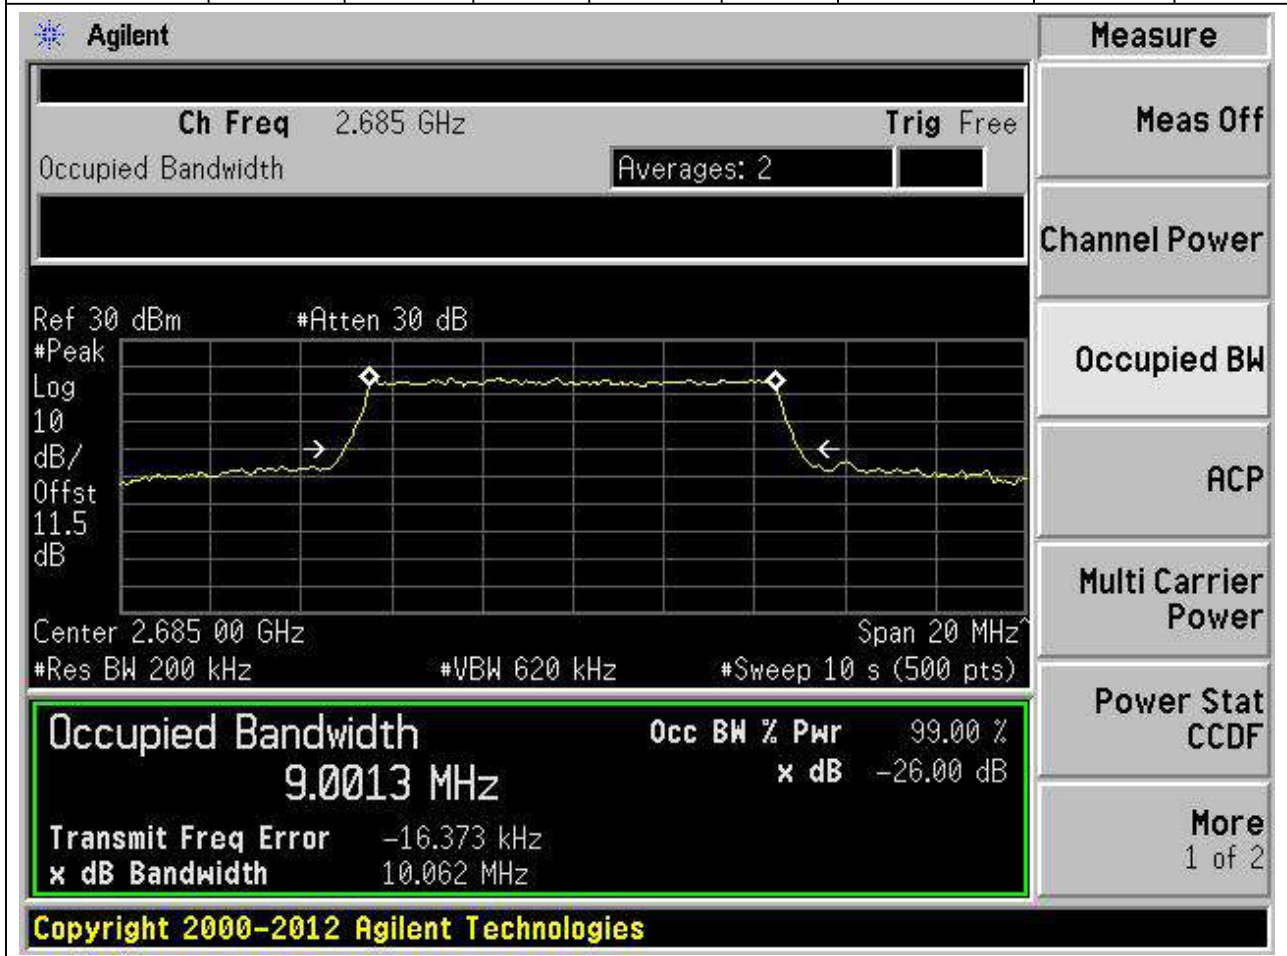 Agilent
Measure
Ch Freq 2.685 GHz Trig Free
Occupied Bandwidth Averages: 2
Meas Off
Channel Power
Occupied BW
ACP
Multi Carrier
Power
Power Stat
CCDF
More
1 of 2
Ref 30 dBm #Atten 30 dB
#Peak
Log
10
dB/
Offst
11.5
dB
Center 2.685 00 GHz Span 20 MHz^
#Res BW 200 kHz #VBW 620 kHz #Sweep 10 s (500 pts)
Occupied Bandwidth Occ BW % Pwr 99.00 %
9.0013 MHz x dB -26.00 dB
Transmit Freq Error -16.373 kHz
x dB Bandwidth 10.062 MHz
Copyright 2000-2012 Agilent Technologies